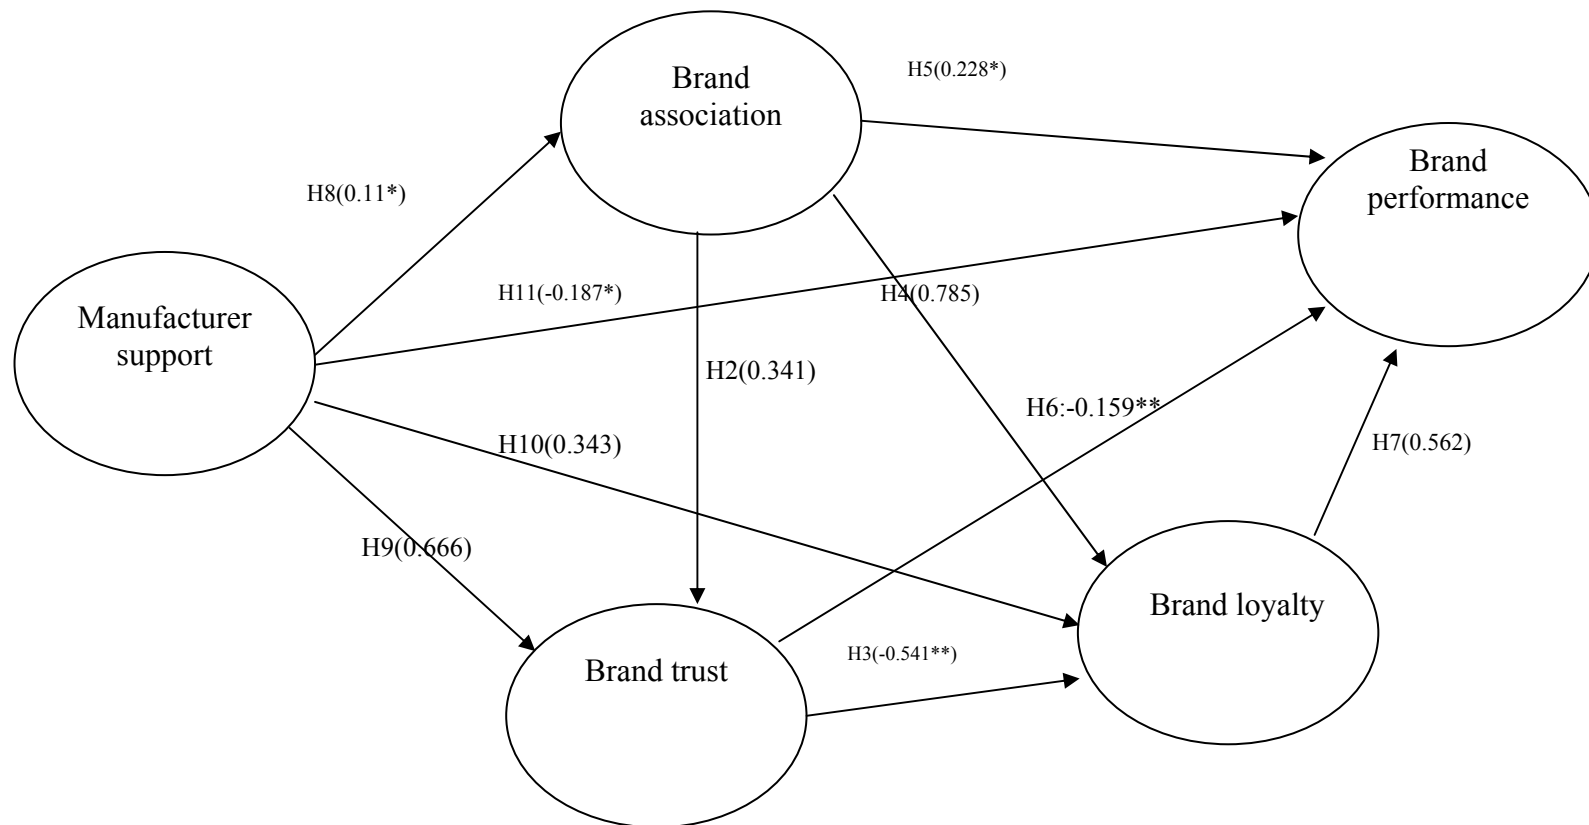 Brand
association
H5(0.228*)
Brand
performance
H8(0.11*)
H11(-0.187*)
H4(0.785)
Manufacturer
support
H2(0.341)
H6:-0.159**
H10(0.343)
H7(0.562)
H9(0.666)
Brand loyalty
H3(-0.541**)
Brand trust